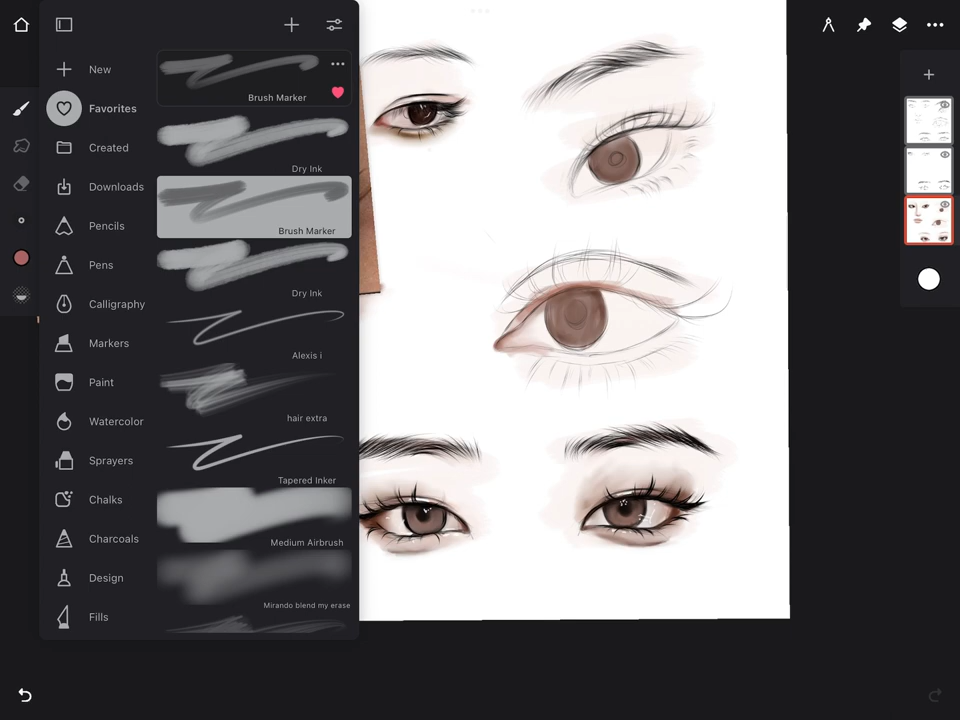 New
Favorites
Created
Downloads
Pencils
Pens
Calligraphy
Markers
Paint
Watercolor
Sprayers
Chalks
Charcoals
Design
Fills
Brush Marker
Dry Ink
Brush Marker
Dry Ink
Alexis i
hair extra
Tapered Inker
Medium Airbrush
Mirando blend my erase